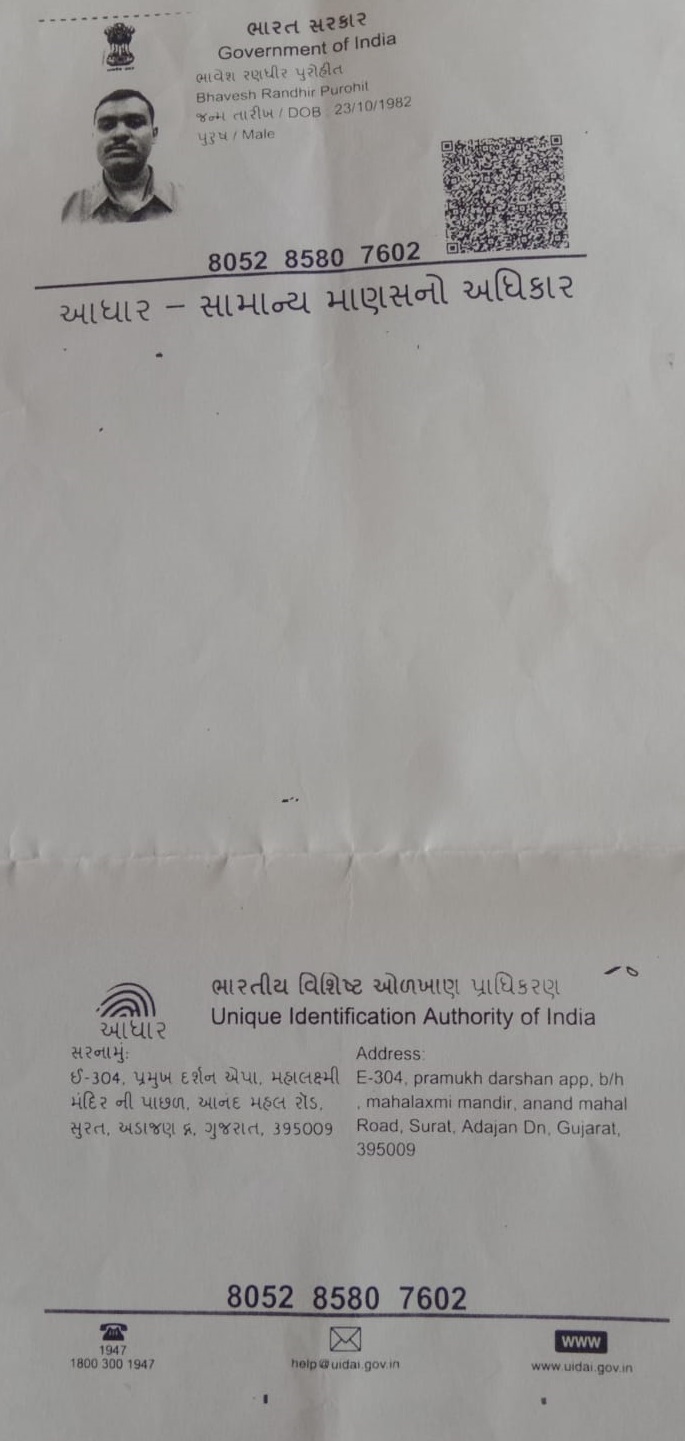 ભારત સરકાર
Government of India
ભાવેશ રણધીર પુરોહીત
Bhavesh Randhir Purohit
જન્મ તારીખ / DOB : 23/10/1982
પુરુષ / Male
8052 8580 7602
આધાર – સામાન્ય માણસનો અધિકાર
ભારતીય વિશિષ્ટ ઓળખાણ પ્રાધિકરણ
Unique Identification Authority of India
આધાર
સરનામું:
ઈ-304, પ્રમુખ દર્શન એપા, મહાલક્ષ્મી
મંદિર ની પાછળ, આનંદ મહલ રોડ,
સુરત, અડાજણ દ્ન, ગુજરાત, 395009
Address:
E-304, pramukh darshan app, b/h
, mahalaxmi mandir, anand mahal
Road, Surat, Adajan Dn, Gujarat,
395009
8052 8580 7602
1947
1800 300 1947
help@uidai.gov.in
www
www.uidai.gov.in